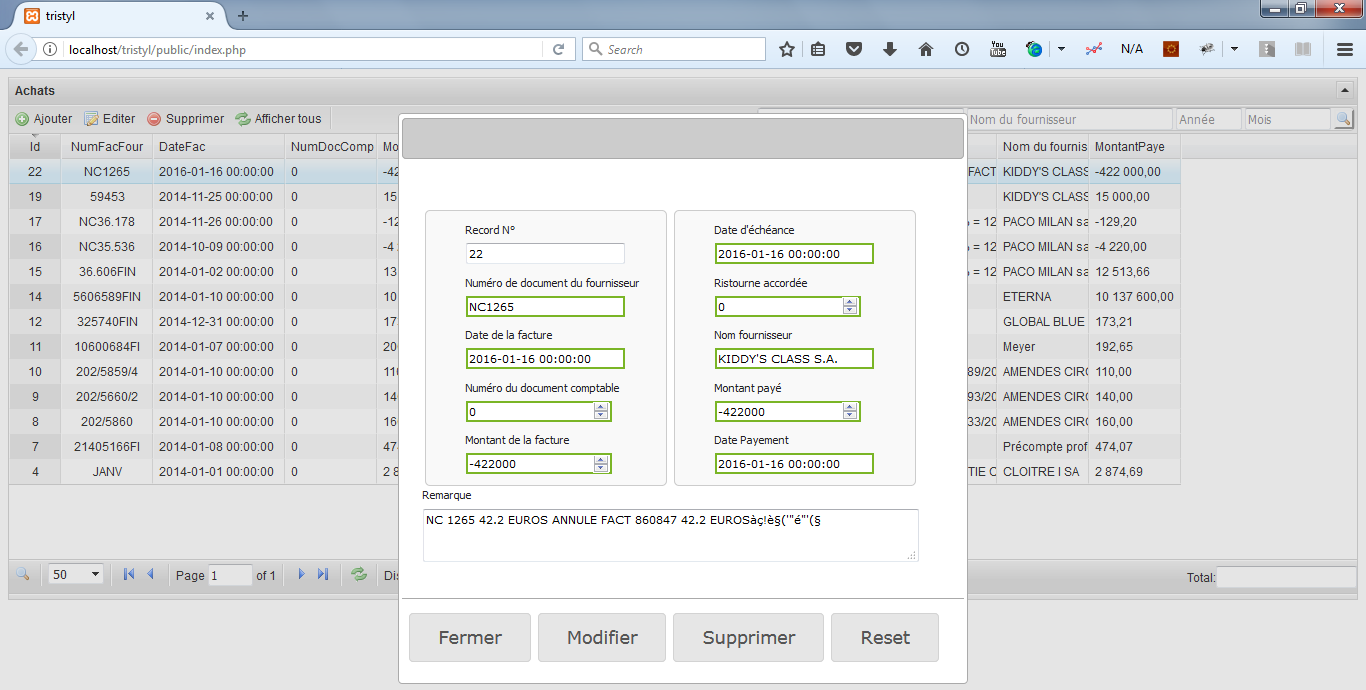 tristyl
localhost/tristyl/public/index.php
Search
You Tube
N/A
Achats
Ajouter Editer Supprimer Afficher tous
Nom du fournisseur Année Mois
Id NumFacFour DateFac NumDocComp Mo Nom du fournis MontantPaye
22 NC1265 2016-01-16 00:00:00 0 -42 FACT KIDDY'S CLASS -422 000,00
19 59453 2014-11-25 00:00:00 0 15 KIDDY'S CLASS 15 000,00
17 NC36.178 2014-11-26 00:00:00 0 -12 = 12 PACO MILAN sa -129,20
16 NC35.536 2014-10-09 00:00:00 0 -4 = 12 PACO MILAN sa -4 220,00
15 36.606FIN 2014-01-02 00:00:00 0 13 = 12 PACO MILAN sa 12 513,66
14 5606589FIN 2014-01-10 00:00:00 0 10 ETERNA 10 137 600,00
12 325740FIN 2014-12-31 00:00:00 0 17 GLOBAL BLUE 173,21
11 10600684FI 2014-01-07 00:00:00 0 20 Meyer 192,65
10 202/5859/4 2014-01-10 00:00:00 0 110 89/20 AMENDES CIRC 110,00
9 202/5660/2 2014-01-10 00:00:00 0 14 93/20 AMENDES CIRC 140,00
8 202/5860 2014-01-10 00:00:00 0 16 33/20 AMENDES CIRC 160,00
7 21405166FI 2014-01-08 00:00:00 0 47 Précompte prof 474,07
4 JANV 2014-01-01 00:00:00 0 2 8 TIE C CLOITRE I SA 2 874,69
Record N°
22
Numéro de document du fournisseur
NC1265
Date de la facture
2016-01-16 00:00:00
Numéro du document comptable
0
Montant de la facture
-422000
Date d'échéance
2016-01-16 00:00:00
Ristourne accordée
0
Nom fournisseur
KIDDY'S CLASS S.A.
Montant payé
-422000
Date Payement
2016-01-16 00:00:00
Remarque
NC 1265 42.2 EUROS ANNULE FACT 860847 42.2 EUROSàç!è§('"é"'(§
50 Page 1 of 1 Dis Total:
Fermer Modifier Supprimer Reset